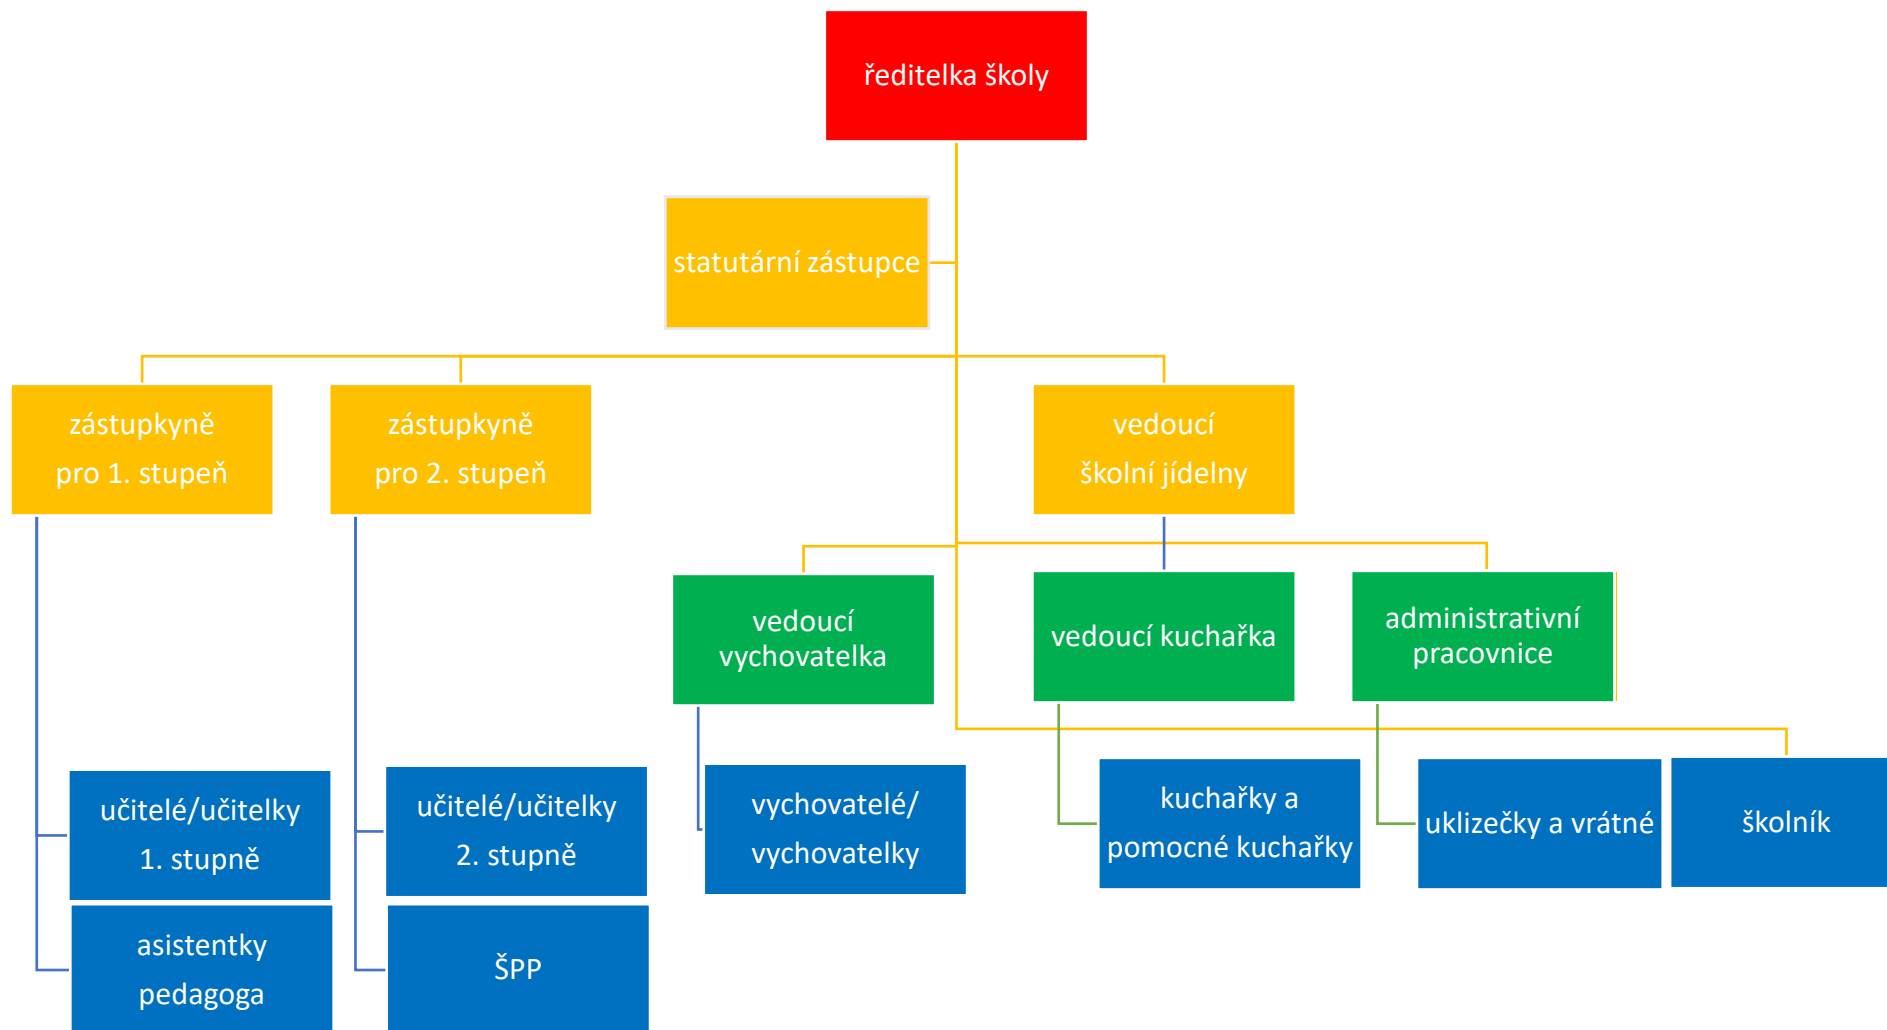 ředitelka školy
statutární zástupce
zástupkyně
pro 1. stupeň
zástupkyně
pro 2. stupeň
vedoucí
školní jídelny
vedoucí
vychovatelka
vedoucí kuchařka
administrativní
pracovnice
učitelé/učitelky
1. stupně
učitelé/učitelky
2. stupně
vychovatelé/
vychovatelky
kuchařky a
pomocné kuchařky
uklizečky a vrátné
školník
asistentky
pedagoga
ŠPP